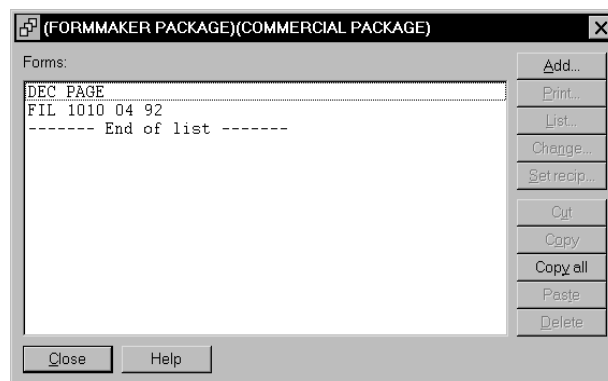 (FORMMAKER PACKAGE)(COMMERCIAL PACKAGE)
Forms:
DEC PAGE
FIL 1010 04 92
------- End of list -------
Add...
Print...
List...
Change...
Set recip...
Cut
Copy
Copy all
Paste
Delete
Close
Help